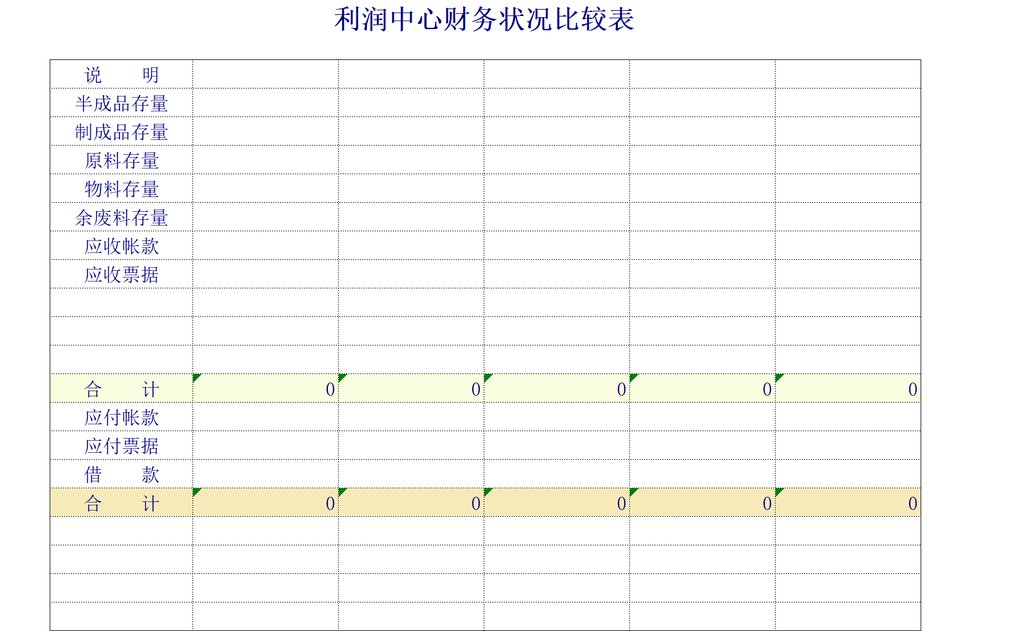 利润中心财务状况比较表
说 明
半成品存量
制成品存量
原料存量
物料存量
余废料存量
应收帐款
应收票据
合 计 0 0 0 0 0
应付帐款
应付票据
借 款
合 计 0 0 0 0 0